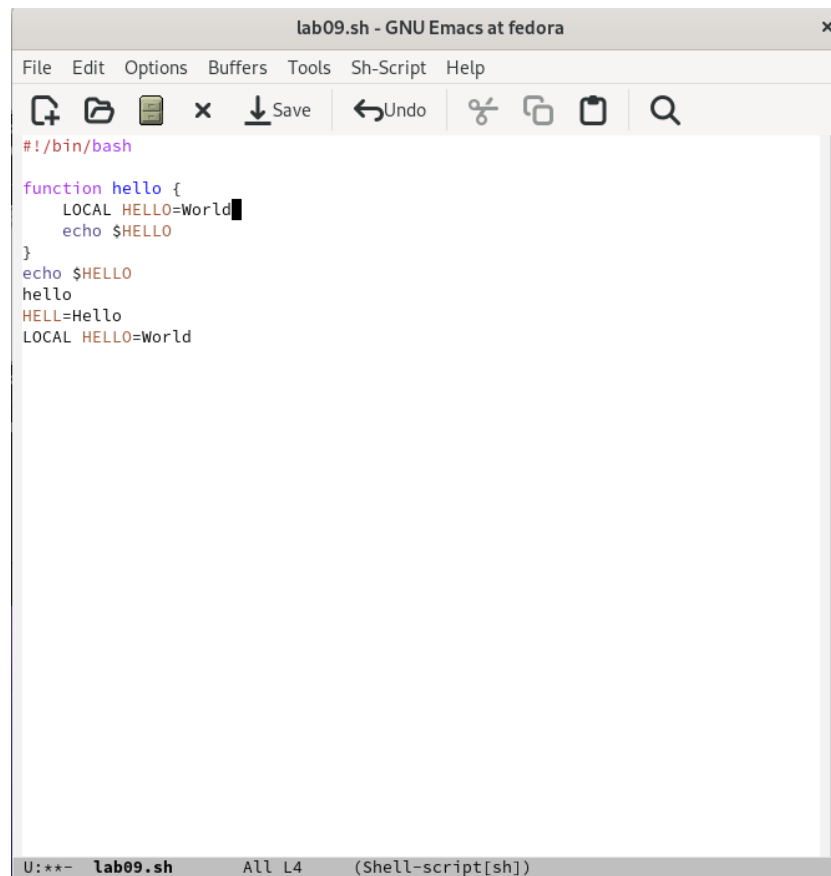 lab09.sh - GNU Emacs at fedora
File Edit Options Buffers Tools Sh-Script Help
Save Undo
#!/bin/bash
function hello {
    LOCAL HELLO=World
    echo $HELLO
}
echo $HELLO
hello
HELL=Hello
LOCAL HELLO=World
U:**- lab09.sh All L4 (Shell-script[sh])